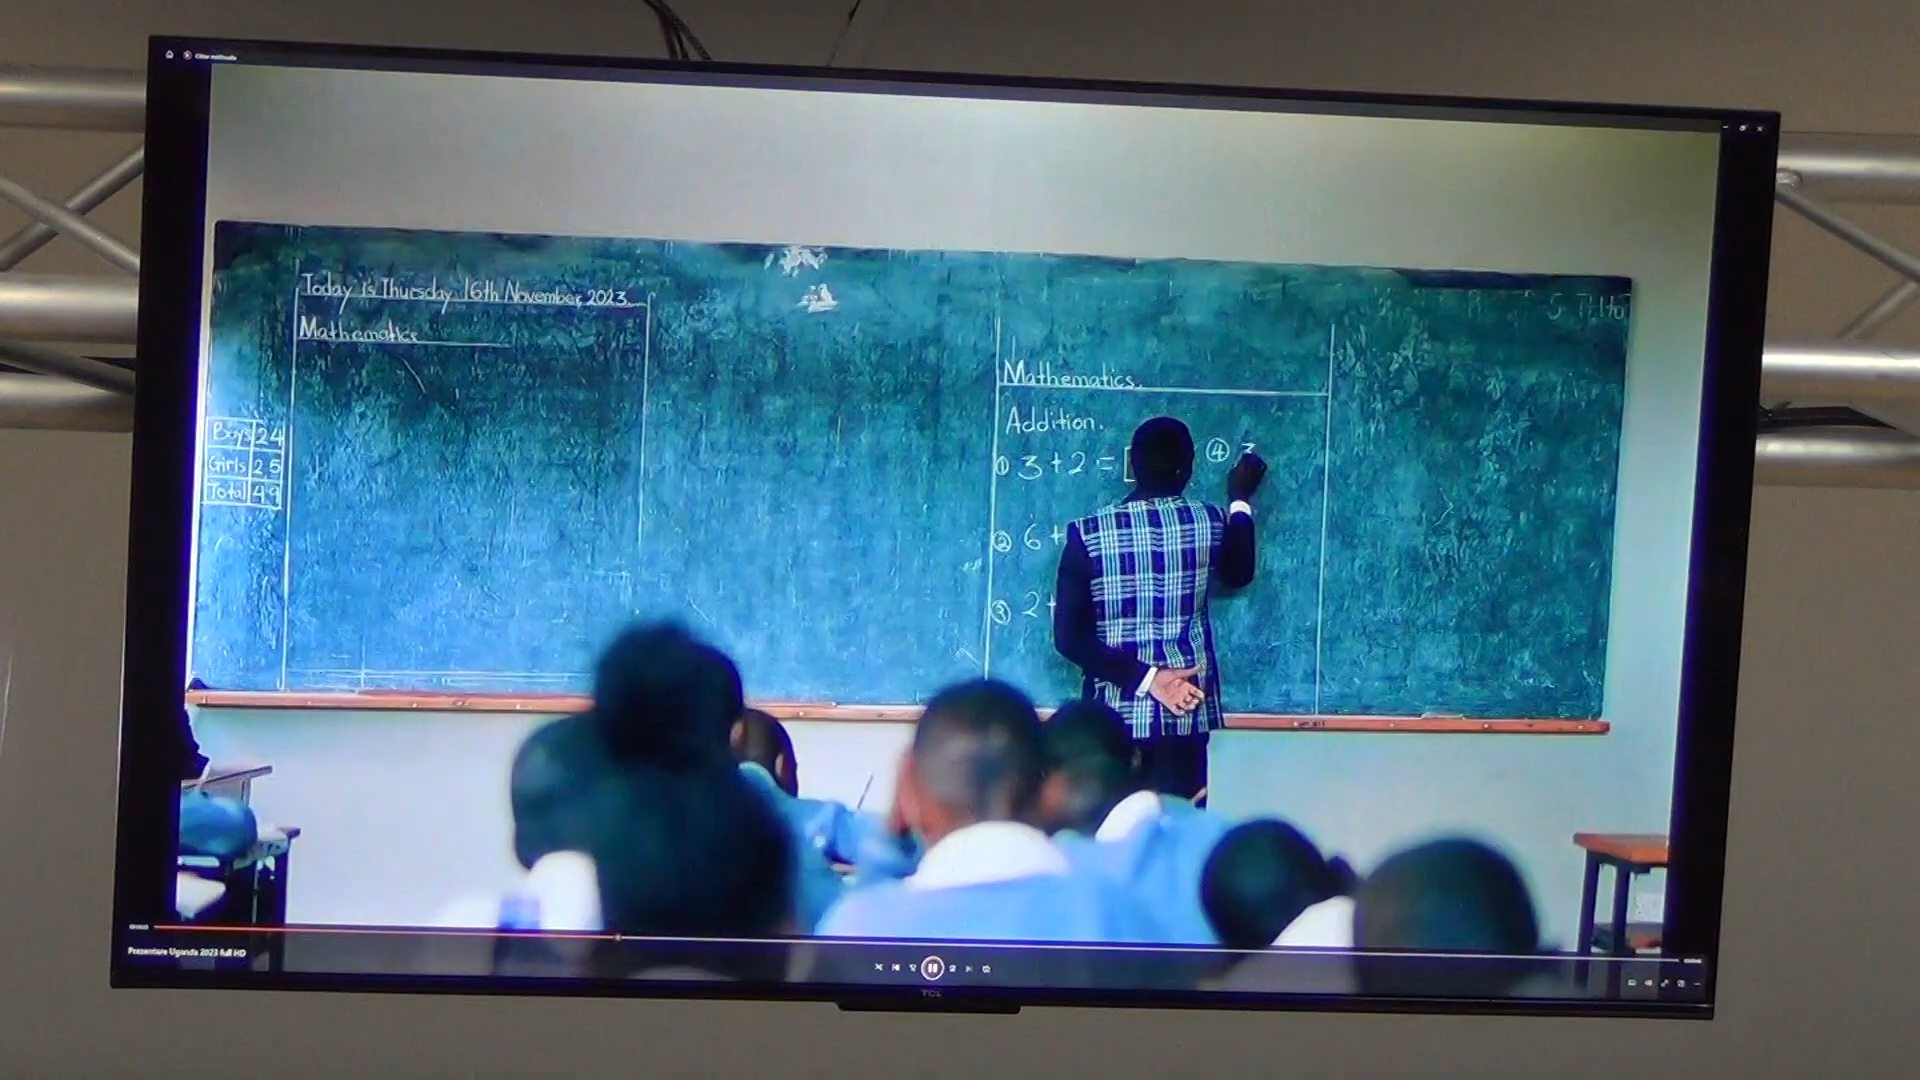 Today is Thursday 16th November, 2023.
Mathematics
Boys 24
Girls 25
Total 49
Mathematics.
Addition.
① 3 + 2 =
② 6 +
③ 2 +
④ 3
Prezentare Uganda 2023 full HD
TCL